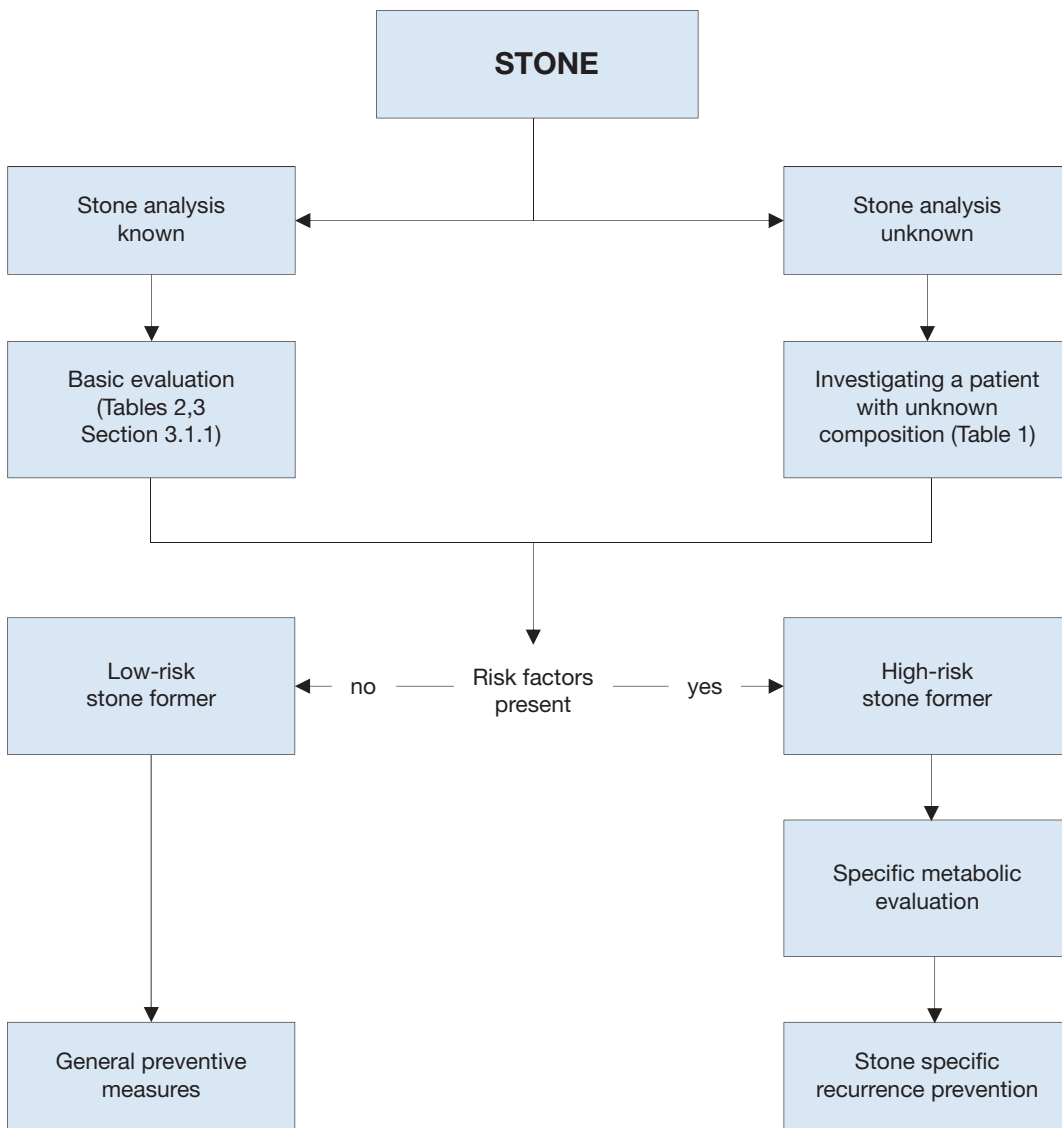 STONE
Stone analysis
known
Stone analysis
unknown
Basic evaluation
(Tables 2,3
Section 3.1.1)
Investigating a patient
with unknown
composition (Table 1)
Low-risk
stone former
no
Risk factors
present
yes
High-risk
stone former
Specific metabolic
evaluation
General preventive
measures
Stone specific
recurrence prevention